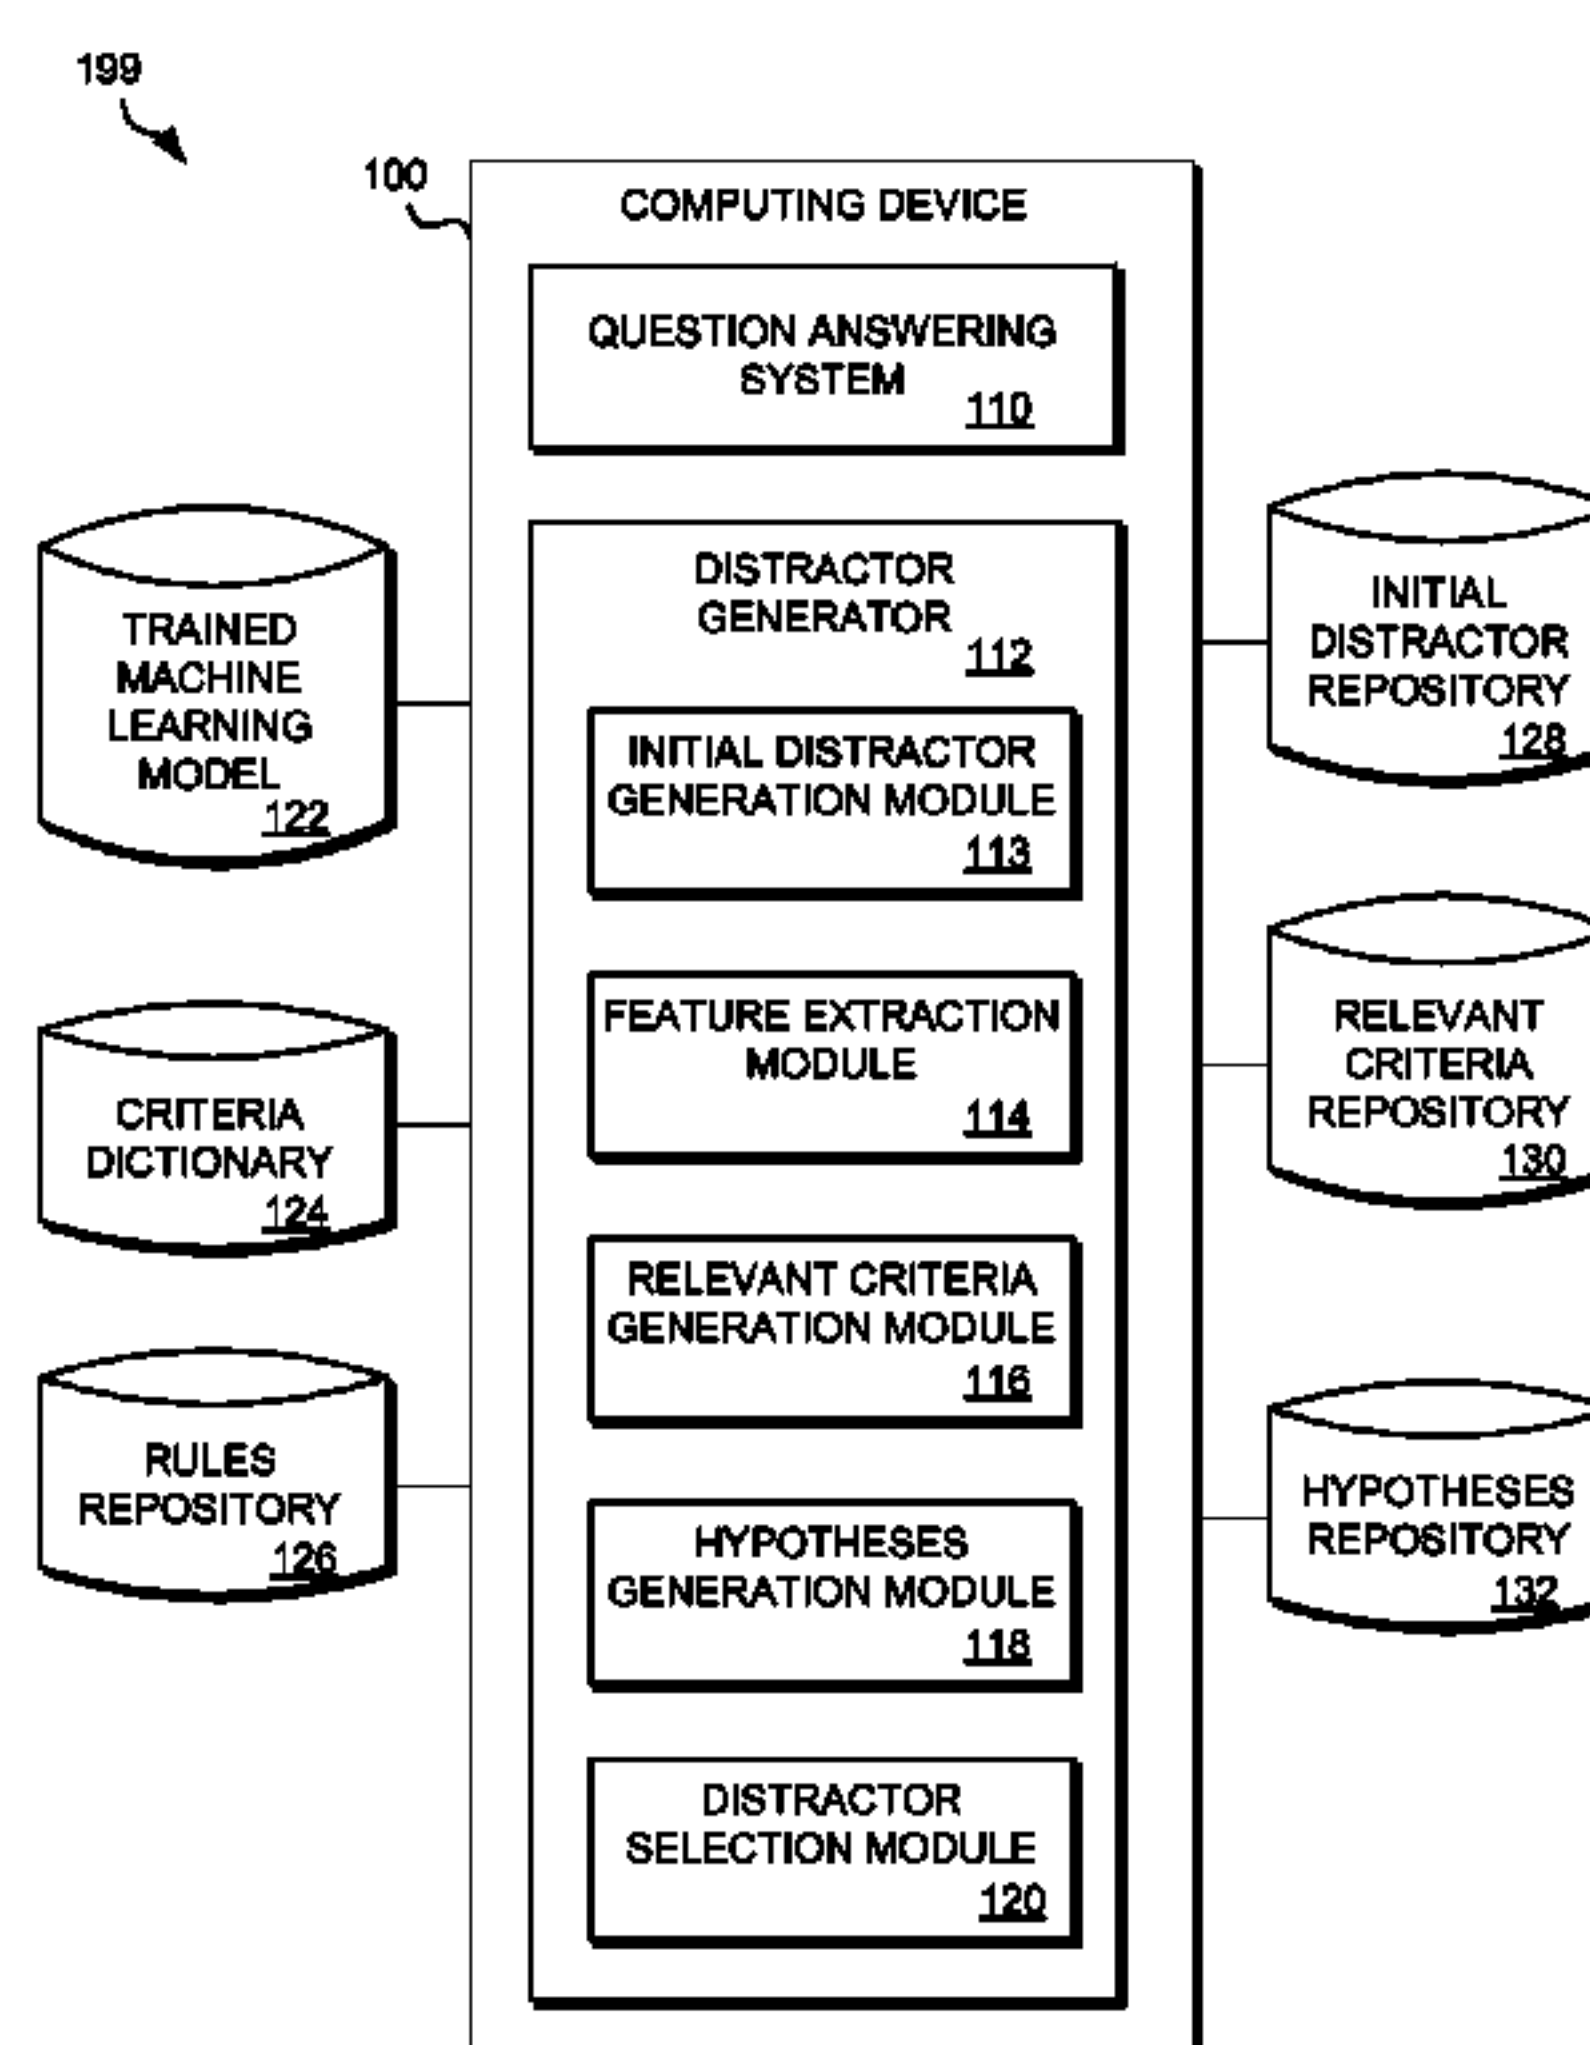 199
100
COMPUTING DEVICE
QUESTION ANSWERING
SYSTEM
110
DISTRACTOR
GENERATOR
112
INITIAL DISTRACTOR
GENERATION MODULE
113
FEATURE EXTRACTION
MODULE
114
RELEVANT CRITERIA
GENERATION MODULE
116
HYPOTHESES
GENERATION MODULE
118
DISTRACTOR
SELECTION MODULE
120
TRAINED
MACHINE
LEARNING
MODEL
122
CRITERIA
DICTIONARY
124
RULES
REPOSITORY
126
INITIAL
DISTRACTOR
REPOSITORY
128
RELEVANT
CRITERIA
REPOSITORY
130
HYPOTHESES
REPOSITORY
132